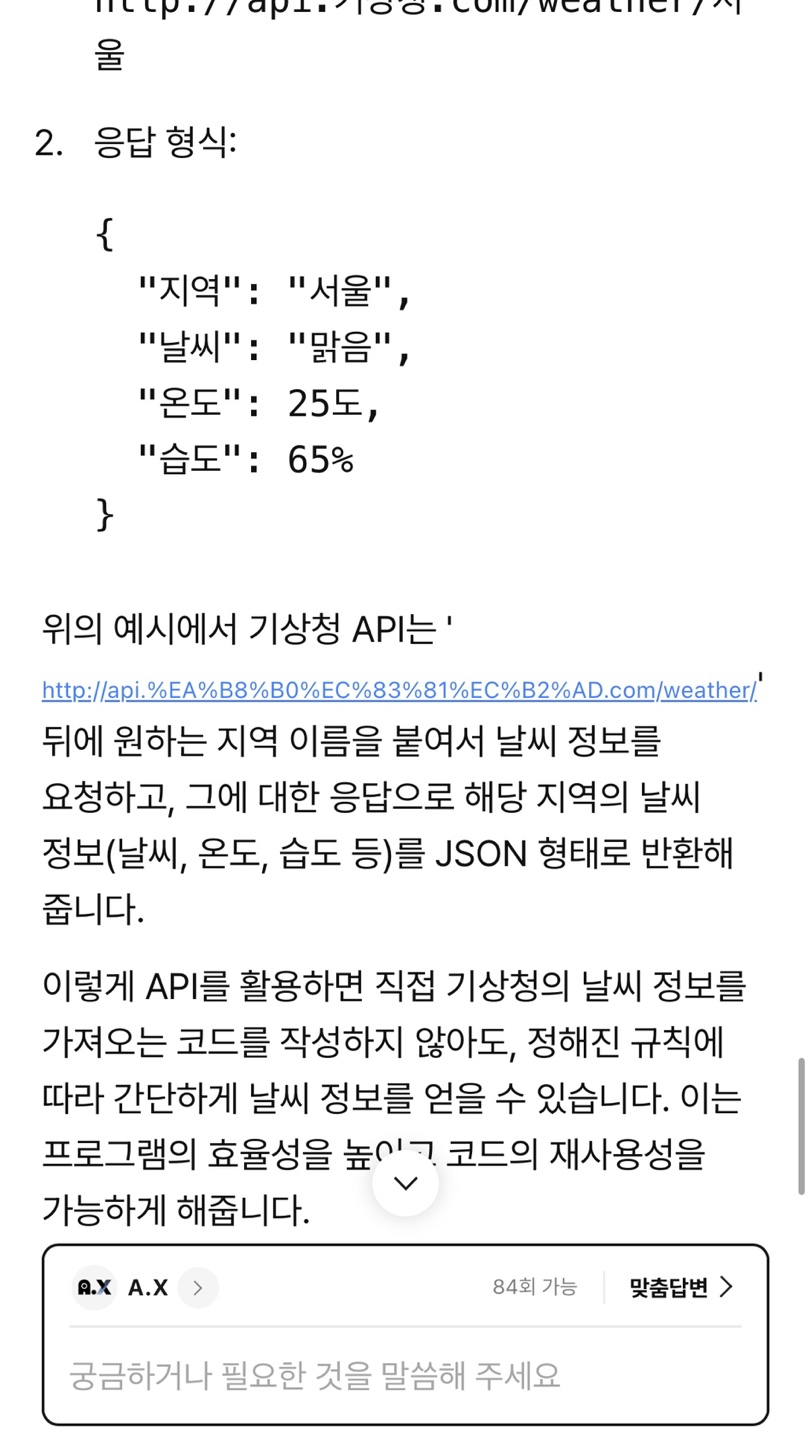 http://api.기상청.com/weather/서
울
2. 응답 형식:
{
"지역": "서울",
"날씨": "맑음",
"온도": 25도,
"습도": 65%
}
위의 예시에서 기상청 API는 '
http://api.%EA%B8%B0%EC%83%81%EC%B2%AD.com/weather/'
뒤에 원하는 지역 이름을 붙여서 날씨 정보를
요청하고, 그에 대한 응답으로 해당 지역의 날씨
정보(날씨, 온도, 습도 등)를 JSON 형태로 반환해
줍니다.
이렇게 API를 활용하면 직접 기상청의 날씨 정보를
가져오는 코드를 작성하지 않아도, 정해진 규칙에
따라 간단하게 날씨 정보를 얻을 수 있습니다. 이는
프로그램의 효율성을 높이고 코드의 재사용성을
가능하게 해줍니다.
A.X A.X 84회 가능 맞춤답변
궁금하거나 필요한 것을 말씀해 주세요